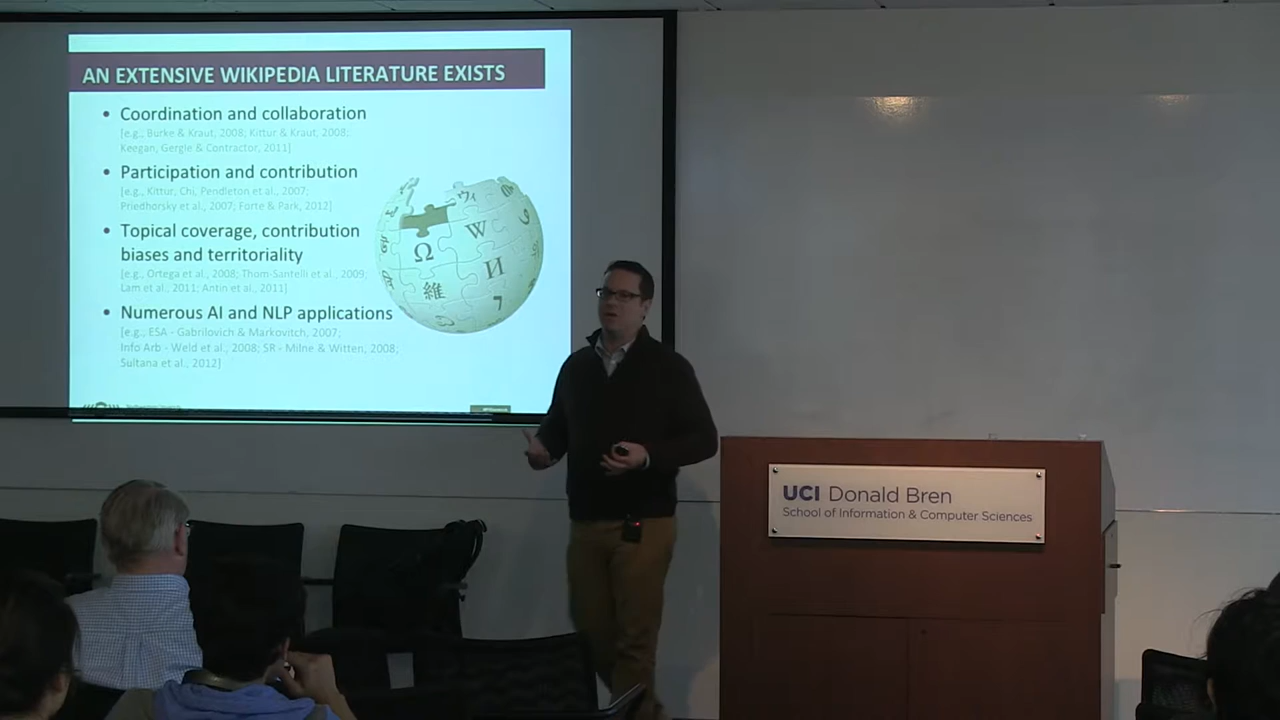 AN EXTENSIVE WIKIPEDIA LITERATURE EXISTS
• Coordination and collaboration
[e.g., Burke & Kraut, 2008; Kittur & Kraut, 2008;
Keegan, Gergle & Contractor, 2011]
• Participation and contribution
[e.g., Kittur, Chi, Pendleton et al., 2007;
Priedhorsky et al., 2007; Forte & Park, 2012]
• Topical coverage, contribution
biases and territoriality
[e.g., Ortega et al., 2008; Thom-Santelli et al., 2009;
Lam et al., 2011; Antin et al., 2011]
• Numerous AI and NLP applications
[e.g., ESA - Gabrilovich & Markovitch, 2007;
Info Arb - Weld et al., 2008; SR - Milne & Witten, 2008;
Sultana et al., 2012]
Ω W И
維
UCI Donald Bren
School of Information & Computer Sciences